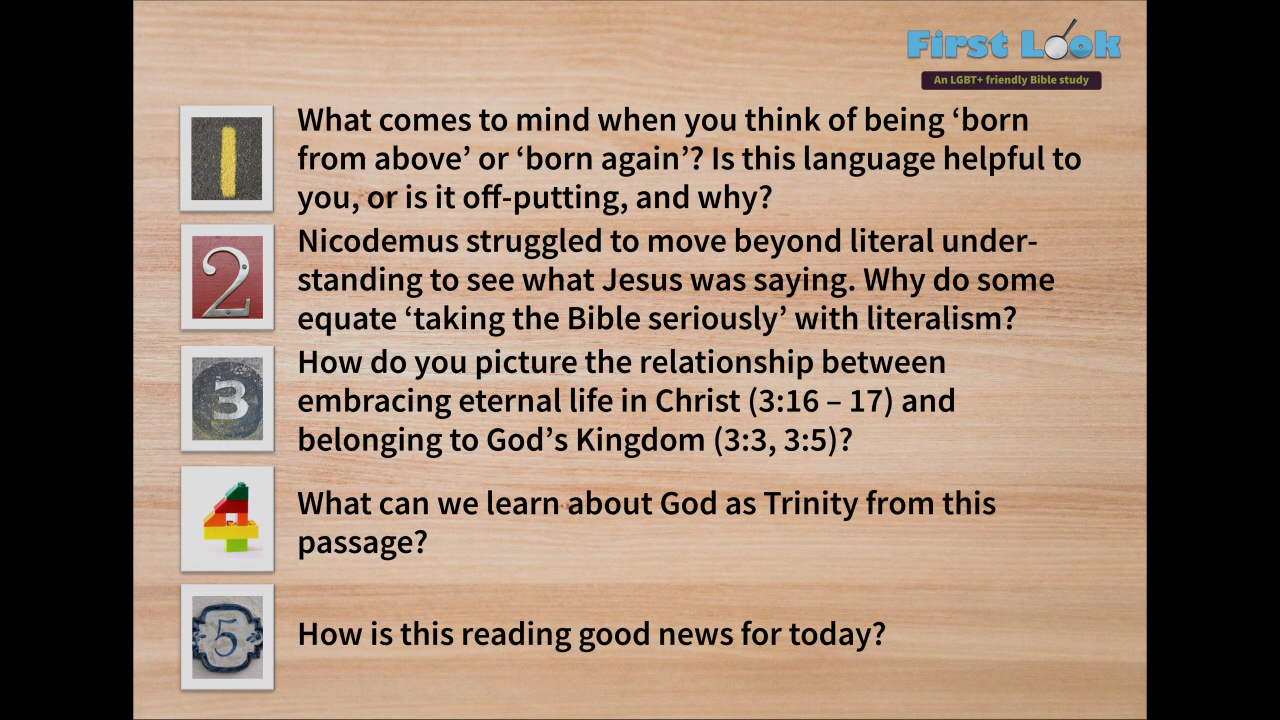 First Look
An LGBT+ friendly Bible study
1
What comes to mind when you think of being ‘born
from above’ or ‘born again’? Is this language helpful to
you, or is it off-putting, and why?
2
Nicodemus struggled to move beyond literal under-
standing to see what Jesus was saying. Why do some
equate ‘taking the Bible seriously’ with literalism?
3
How do you picture the relationship between
embracing eternal life in Christ (3:16 – 17) and
belonging to God’s Kingdom (3:3, 3:5)?
4
What can we learn about God as Trinity from this
passage?
5
How is this reading good news for today?